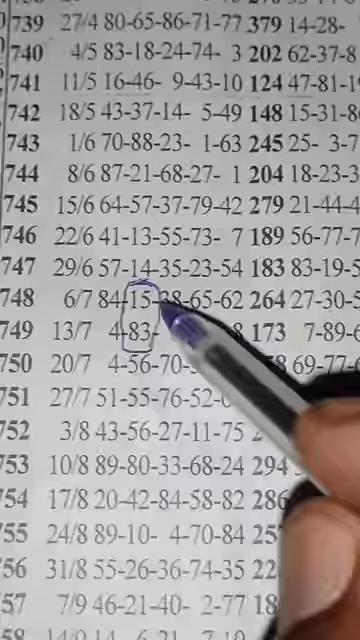 739 27/4 80-65-86-71-77 379 14-28-
740 4/5 83-18-24-74- 3 202 62-37-8
741 11/5 16-46- 9-43-10 124 47-81-1
742 18/5 43-37-14- 5-49 148 15-31-8
743 1/6 70-88-23- 1-63 245 25- 3-7
744 8/6 87-21-68-27- 1 204 18-23-3
745 15/6 64-57-37-79-42 279 21-44-4
746 22/6 41-13-55-73- 7 189 56-77-7
747 29/6 57-14-35-23-54 183 83-19-5
748 6/7 84-15-38-65-62 264 27-30-5
749 13/7 4-83- 8 173 7-89-6
750 20/7 4-56-70- 69-77-6
751 27/7 51-55-76-52-
752 3/8 43-56-27-11-75 2
753 10/8 89-80-33-68-24 294
754 17/8 20-42-84-58-82 286
755 24/8 89-10- 4-70-84 25
756 31/8 55-26-36-74-35 22
757 7/9 46-21-40- 2-77 18